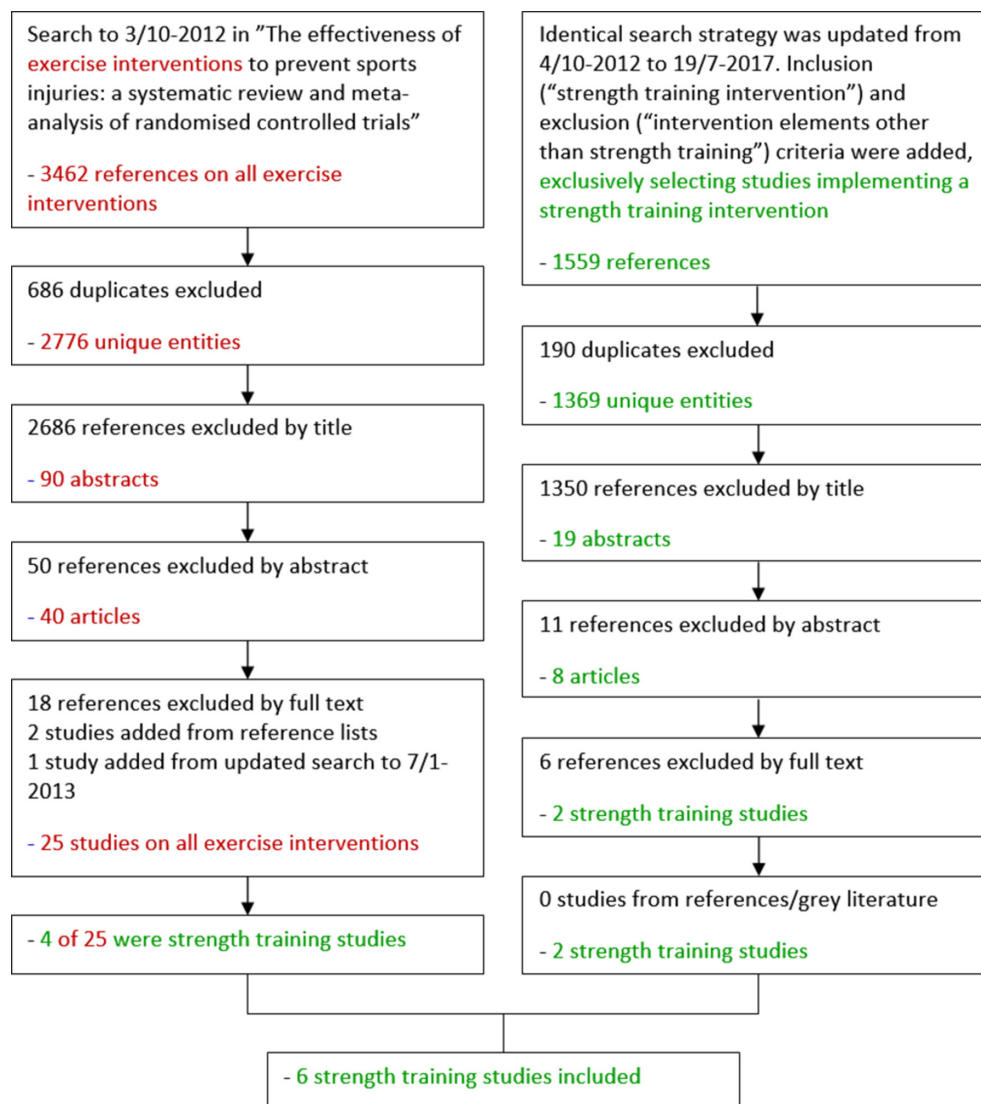 Search to 3/10-2012 in ”The effectiveness of
exercise interventions to prevent sports
injuries: a systematic review and meta-
analysis of randomised controlled trials”
- 3462 references on all exercise
interventions
686 duplicates excluded
- 2776 unique entities
2686 references excluded by title
- 90 abstracts
50 references excluded by abstract
- 40 articles
18 references excluded by full text
2 studies added from reference lists
1 study added from updated search to 7/1-
2013
- 25 studies on all exercise interventions
- 4 of 25 were strength training studies
Identical search strategy was updated from
4/10-2012 to 19/7-2017. Inclusion
(“strength training intervention”) and
exclusion (“intervention elements other
than strength training”) criteria were added,
exclusively selecting studies implementing a
strength training intervention
- 1559 references
190 duplicates excluded
- 1369 unique entities
1350 references excluded by title
- 19 abstracts
11 references excluded by abstract
- 8 articles
6 references excluded by full text
- 2 strength training studies
0 studies from references/grey literature
- 2 strength training studies
- 6 strength training studies included